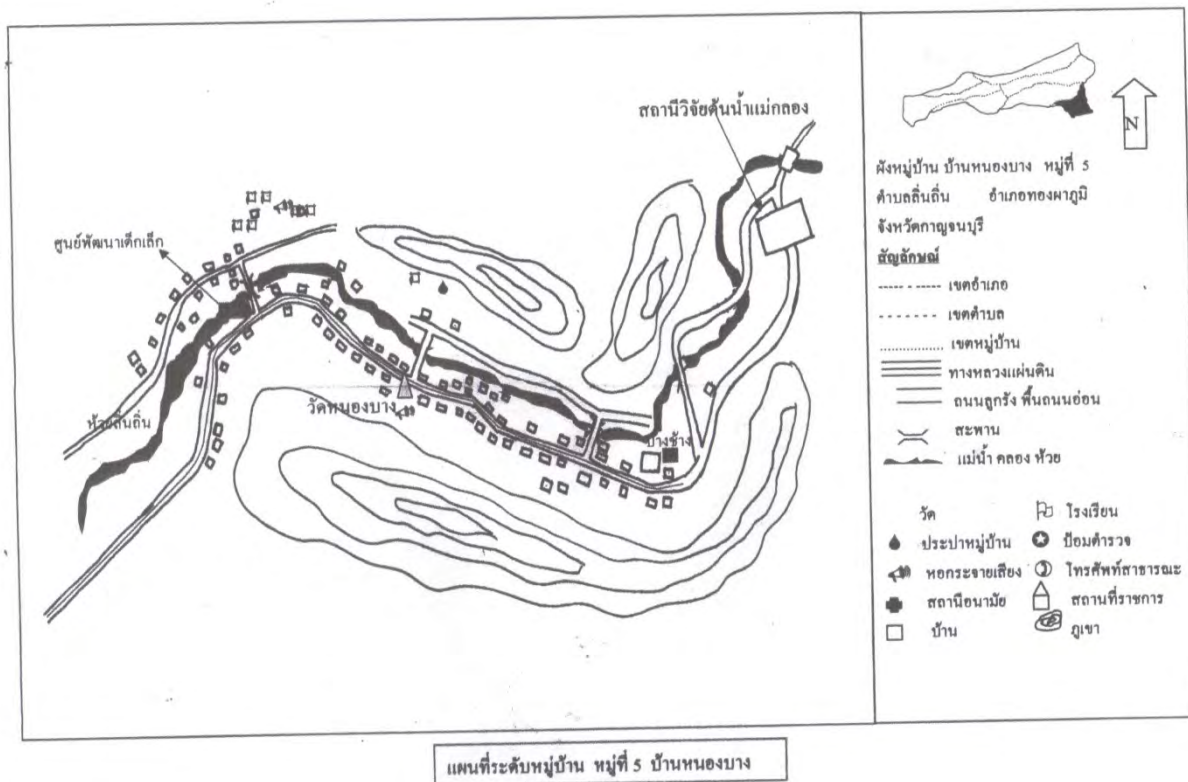 สถานีวิจัยต้นน้ำแม่กลอง
ศูนย์พัฒนาเด็กเล็ก
ห้วยลิ่นถิ่น
วัดหนองบาง
ปางช้าง
N
ผังหมู่บ้าน บ้านหนองบาง หมู่ที่ 5
ตำบลลิ่นถิ่น อำเภอทองผาภูมิ
จังหวัดกาญจนบุรี
สัญลักษณ์
เขตอำเภอ
เขตตำบล
เขตหมู่บ้าน
ทางหลวงแผ่นดิน
ถนนลูกรัง พื้นถนนอ่อน
สะพาน
แม่น้ำ คลอง ห้วย
วัด
โรงเรียน
ประปาหมู่บ้าน
ป้อมตำรวจ
หอกระจายเสียง
โทรศัพท์สาธารณะ
สถานีอนามัย
สถานที่ราชการ
บ้าน
ภูเขา
แผนที่ระดับหมู่บ้าน หมู่ที่ 5 บ้านหนองบาง